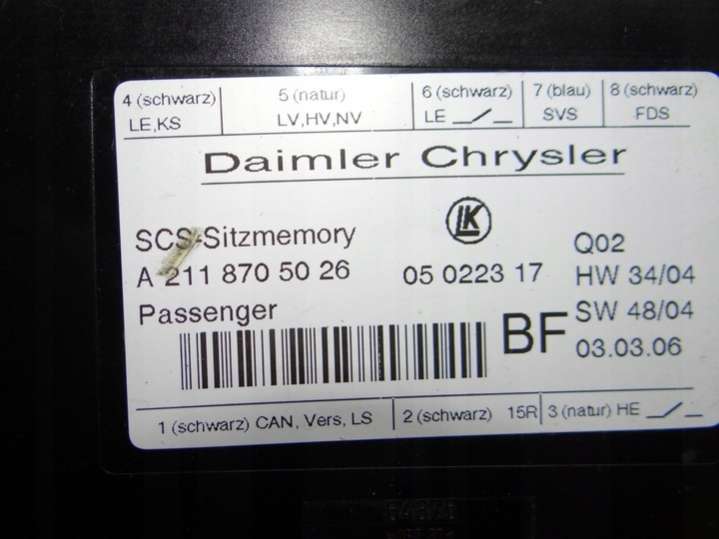 4 (schwarz) 5 (natur) 6 (schwarz) 7 (blau) 8 (schwarz)
LE,KS LV,HV,NV LE SVS FDS
Daimler Chrysler
SCS-Sitzmemory LK Q02
A 211 870 50 26 05 0223 17 HW 34/04
Passenger BF SW 48/04
03.03.06
1 (schwarz) CAN, Vers, LS 2 (schwarz) 15R 3 (natur) HE